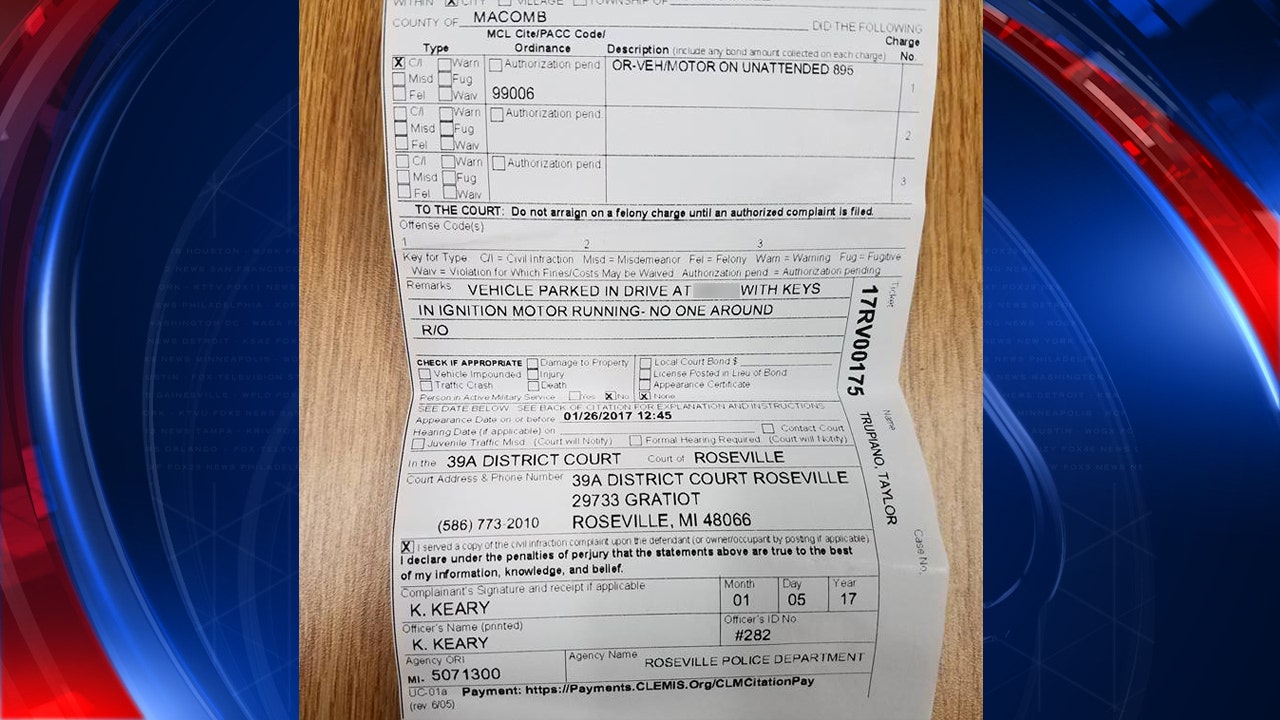 WITHIN X CITY VILLAGE TOWNSHIP OF
COUNTY OF MACOMB DID THE FOLLOWING
Type MCL Cite/PACC Code/ Ordinance Description (include any bond amount collected on each charge) Charge No.
X C/I Warn Authorization pend. OR-VEH/MOTOR ON UNATTENDED 895 1
Misd Fug
Fel Waiv 99006
C/I Warn Authorization pend. 2
Misd Fug
Fel Waiv
C/I Warn Authorization pend. 3
Misd Fug
Fel Waiv
TO THE COURT: Do not arraign on a felony charge until an authorized complaint is filed.
Offense Code(s)
1 2 3
Key for Type C/I = Civil Infraction Misd = Misdemeanor Fel = Felony Warn = Warning Fug = Fugitive
Waiv = Violation for Which Fines/Costs May be Waived Authorization pend. = Authorization pending
Remarks VEHICLE PARKED IN DRIVE AT WITH KEYS
IN IGNITION MOTOR RUNNING- NO ONE AROUND
R/O
CHECK IF APPROPRIATE Damage to Property Local Court Bond $
Vehicle Impounded Injury License Posted in Lieu of Bond
Traffic Crash Death Appearance Certificate
Person in Active Military Service Yes X No X None
SEE DATE BELOW. SEE BACK OF CITATION FOR EXPLANATION AND INSTRUCTIONS
Appearance Date on or before 01/26/2017 12:45
Hearing Date (if applicable) on Contact Court
Juvenile Traffic Misd. (Court will Notify) Formal Hearing Required. (Court will Notify)
In the 39A DISTRICT COURT Court of ROSEVILLE
Court Address & Phone Number 39A DISTRICT COURT ROSEVILLE
29733 GRATIOT
(586) 773-2010 ROSEVILLE, MI 48066
X I served a copy of the civil infraction complaint upon the defendant (or owner/occupant by posting if applicable)
I declare under the penalties of perjury that the statements above are true to the best
of my information, knowledge, and belief.
Complainant's Signature and receipt if applicable Month Day Year
K. KEARY 01 05 17
Officer's Name (printed) Officer's ID No.
K. KEARY #282
Agency ORI Agency Name
MI- 5071300 ROSEVILLE POLICE DEPARTMENT
UC-01a Payment: https://Payments.CLEMIS.Org/CLMCitationPay
(rev. 6/05)
Ticket
17RV00175
Name
TRUPIANO, TAYLOR
Case No.